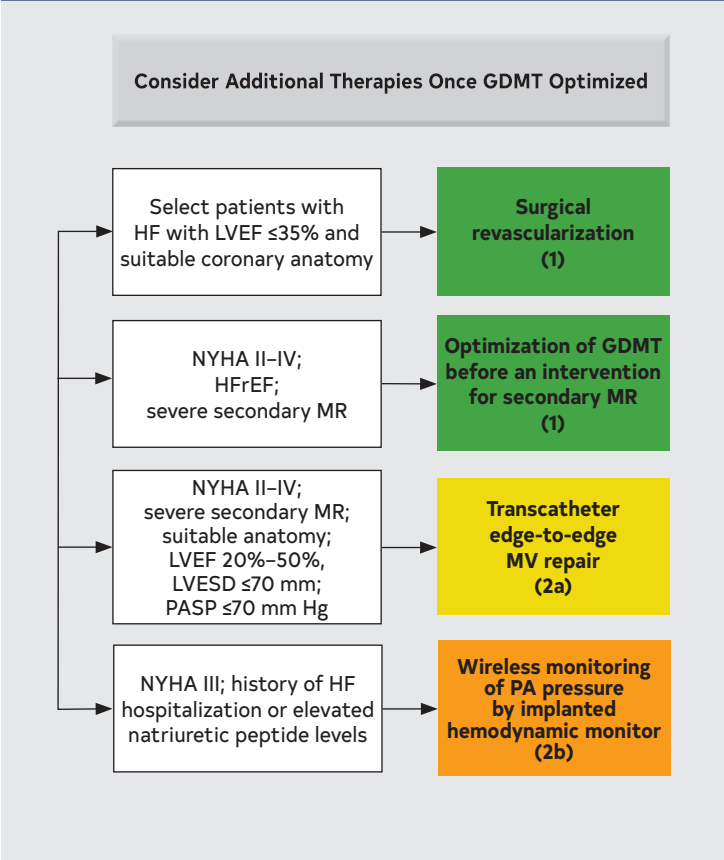 Consider Additional Therapies Once GDMT Optimized
Select patients with
HF with LVEF ≤35% and
suitable coronary anatomy
Surgical
revascularization
(1)
NYHA II–IV;
HFrEF;
severe secondary MR
Optimization of GDMT
before an intervention
for secondary MR
(1)
NYHA II–IV;
severe secondary MR;
suitable anatomy;
LVEF 20%–50%,
LVESD ≤70 mm;
PASP ≤70 mm Hg
Transcatheter
edge-to-edge
MV repair
(2a)
NYHA III; history of HF
hospitalization or elevated
natriuretic peptide levels
Wireless monitoring
of PA pressure
by implanted
hemodynamic monitor
(2b)